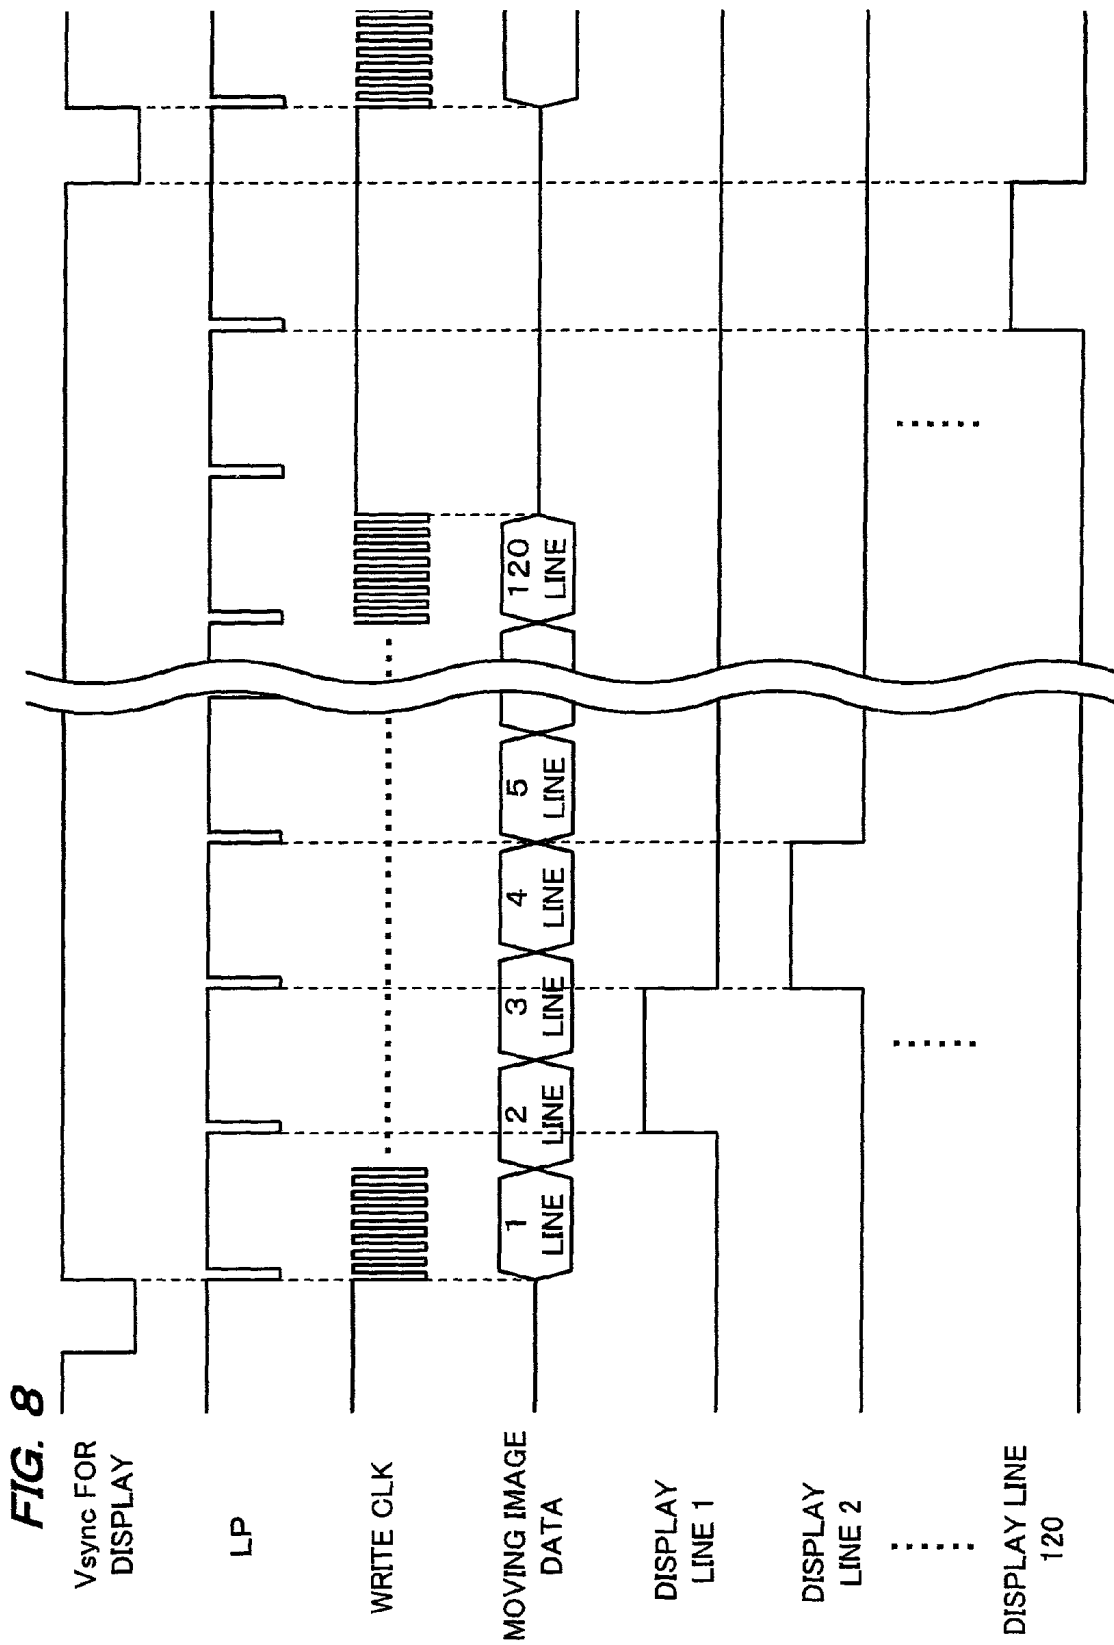 FIG. 8
Vsync FOR
DISPLAY
LP
WRITE CLK
MOVING IMAGE
DATA
1
LINE
2
LINE
3
LINE
4
LINE
5
LINE
120
LINE
DISPLAY
LINE 1
DISPLAY
LINE 2
DISPLAY LINE
120